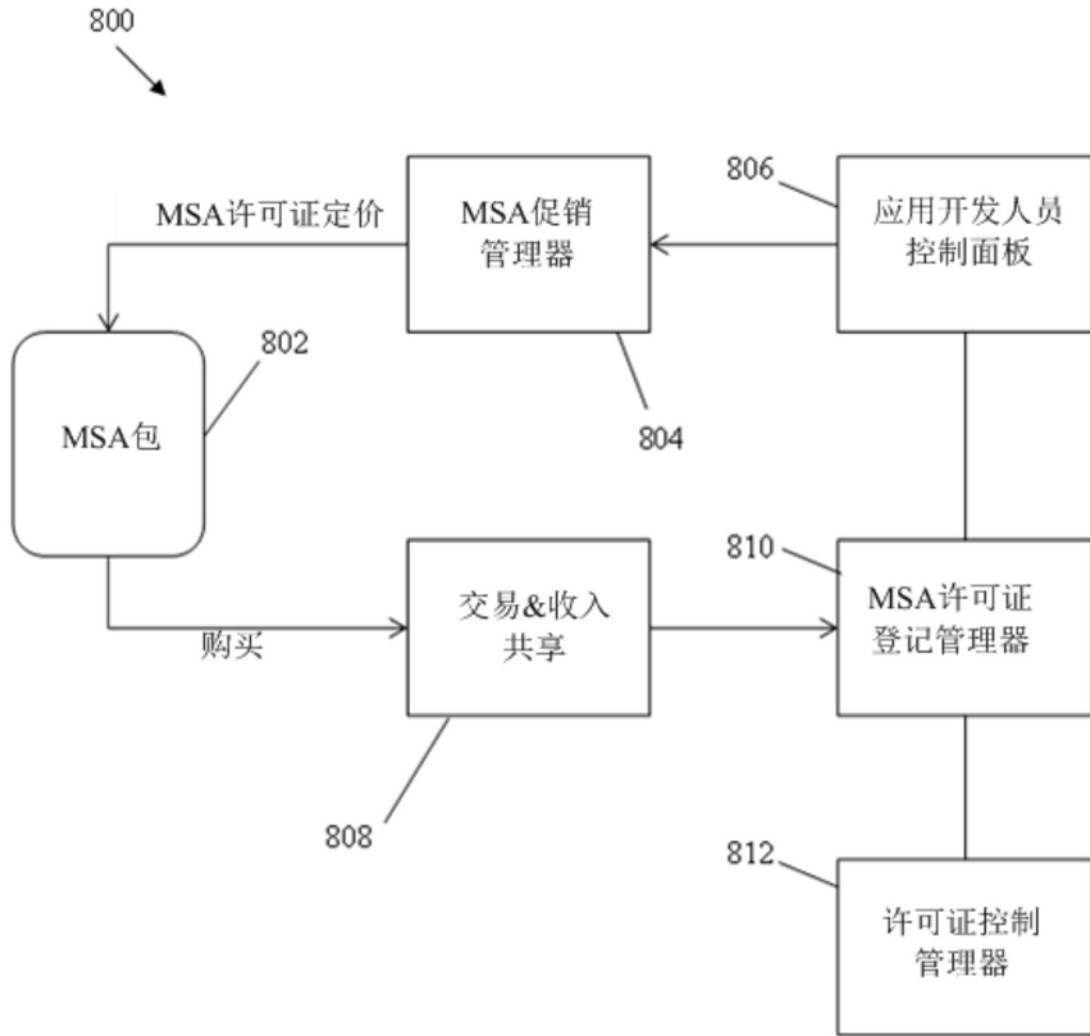 800
806
MSA许可证定价
MSA促销
管理器
应用开发人员
控制面板
802
MSA包
804
810
交易&收入
共享
MSA许可证
登记管理器
购买
808
812
许可证控制
管理器